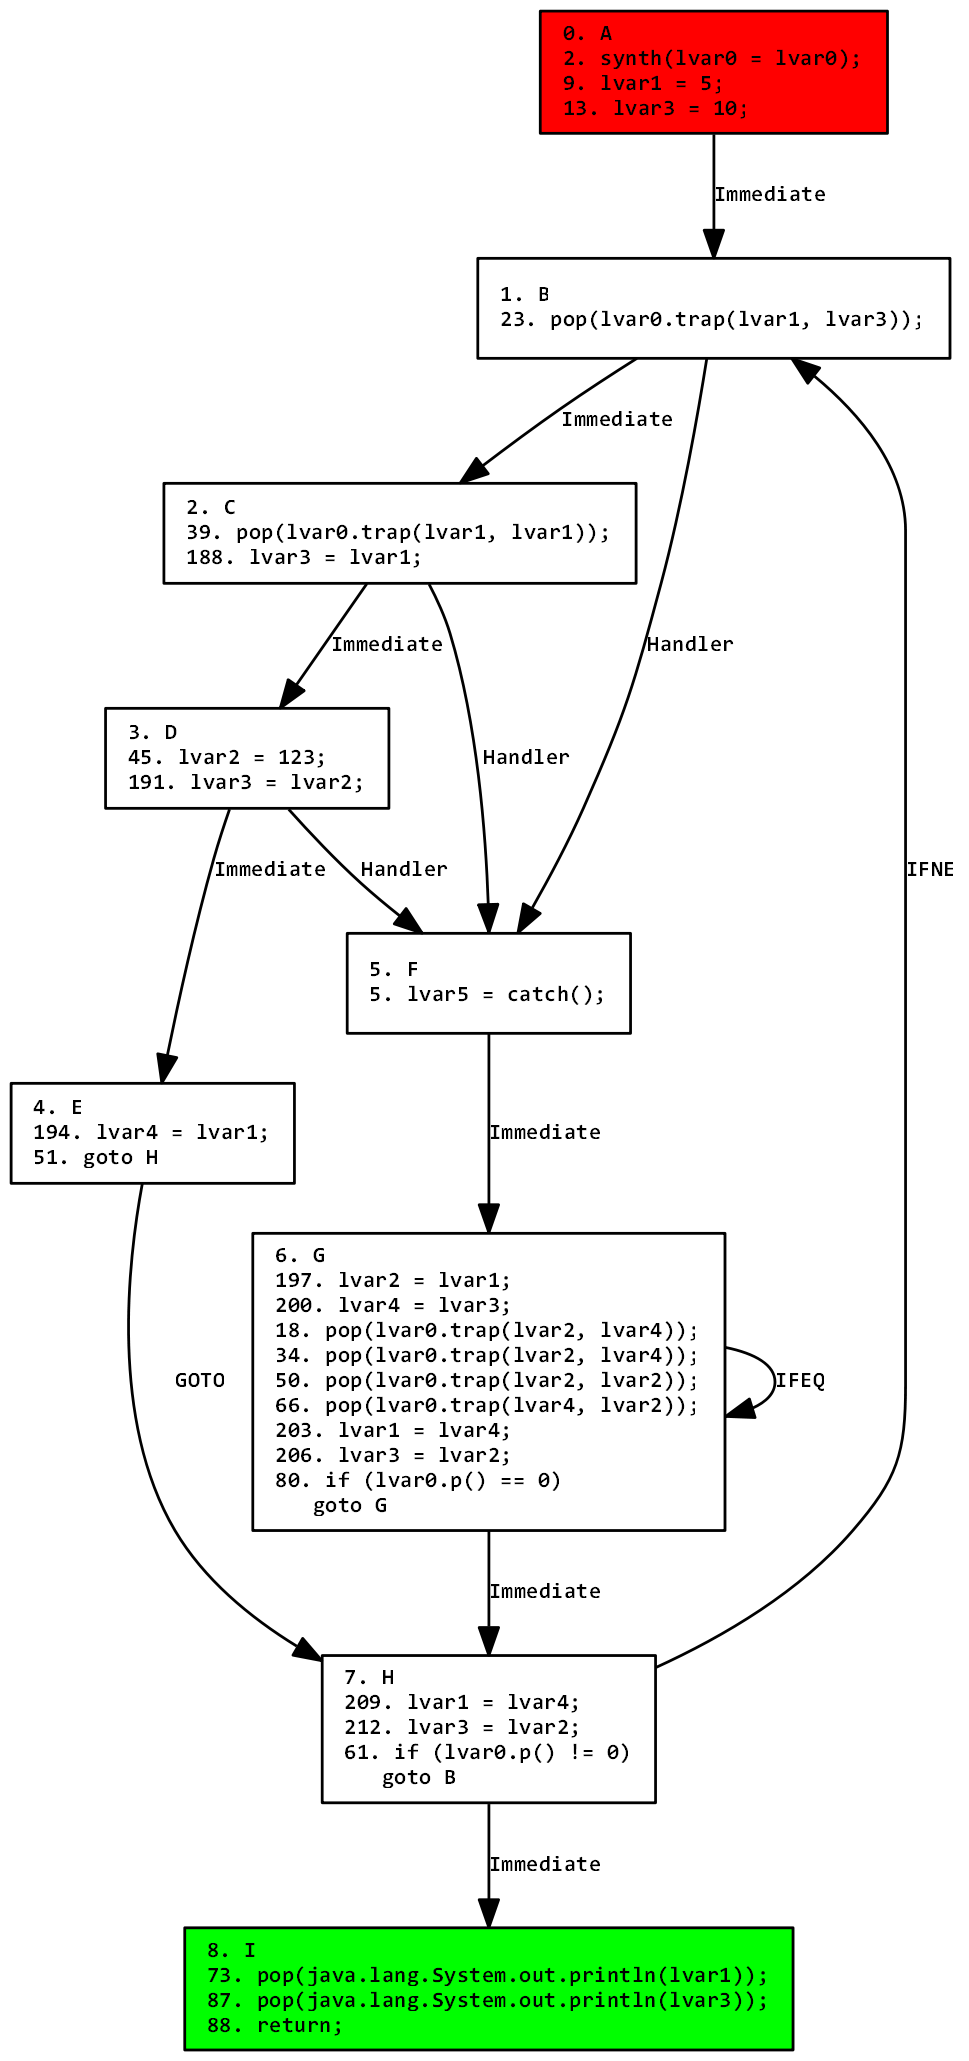 0. A
2. synth(lvar0 = lvar0);
9. lvar1 = 5;
13. lvar3 = 10;
Immediate
1. B
23. pop(lvar0.trap(lvar1, lvar3));
Immediate
2. C
39. pop(lvar0.trap(lvar1, lvar1));
188. lvar3 = lvar1;
Immediate
Handler
3. D
45. lvar2 = 123;
191. lvar3 = lvar2;
Handler
Immediate
Handler
IFNE
5. F
5. lvar5 = catch();
4. E
194. lvar4 = lvar1;
51. goto H
Immediate
6. G
197. lvar2 = lvar1;
200. lvar4 = lvar3;
18. pop(lvar0.trap(lvar2, lvar4));
34. pop(lvar0.trap(lvar2, lvar4));
50. pop(lvar0.trap(lvar2, lvar2));
66. pop(lvar0.trap(lvar4, lvar2));
203. lvar1 = lvar4;
206. lvar3 = lvar2;
80. if (lvar0.p() == 0)
goto G
GOTO
IFEQ
Immediate
7. H
209. lvar1 = lvar4;
212. lvar3 = lvar2;
61. if (lvar0.p() != 0)
goto B
Immediate
8. I
73. pop(java.lang.System.out.println(lvar1));
87. pop(java.lang.System.out.println(lvar3));
88. return;